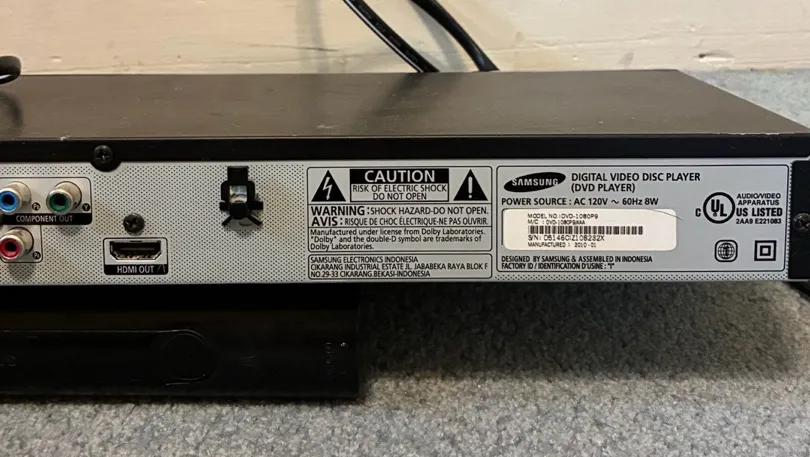 COMPONENT OUT
HDMI OUT
CAUTION
RISK OF ELECTRIC SHOCK
DO NOT OPEN
WARNING : SHOCK HAZARD-DO NOT OPEN.
AVIS : RISQUE DE CHOC ELECTRIQUE-NE PAS OUVRIR.
Manufactured under license from Dolby Laboratories.
"Dolby" and the double-D symbol are trademarks of
Dolby Laboratories.
SAMSUNG ELECTRONICS INDONESIA
CIKARANG INDUSTRIAL ESTATE JL. JABABEKA RAYA BLOK F
NO.29-33 CIKARANG.BEKASI-INDONESIA
SAMSUNG
DIGITAL VIDEO DISC PLAYER
(DVD PLAYER)
POWER SOURCE : AC 120V ~ 60Hz 8W
MODEL NO.:DVD-1080P9
M/C : DVD-1080P9/XAA
S/N:
MANUFACTURED : 2010 - 01
DESIGNED BY SAMSUNG & ASSEMBLED IN INDONESIA
FACTORY ID / IDENTIFICATION D'USINE : "T"
C UL US LISTED
AUDIO/VIDEO
APPARATUS
2AA9 E221083